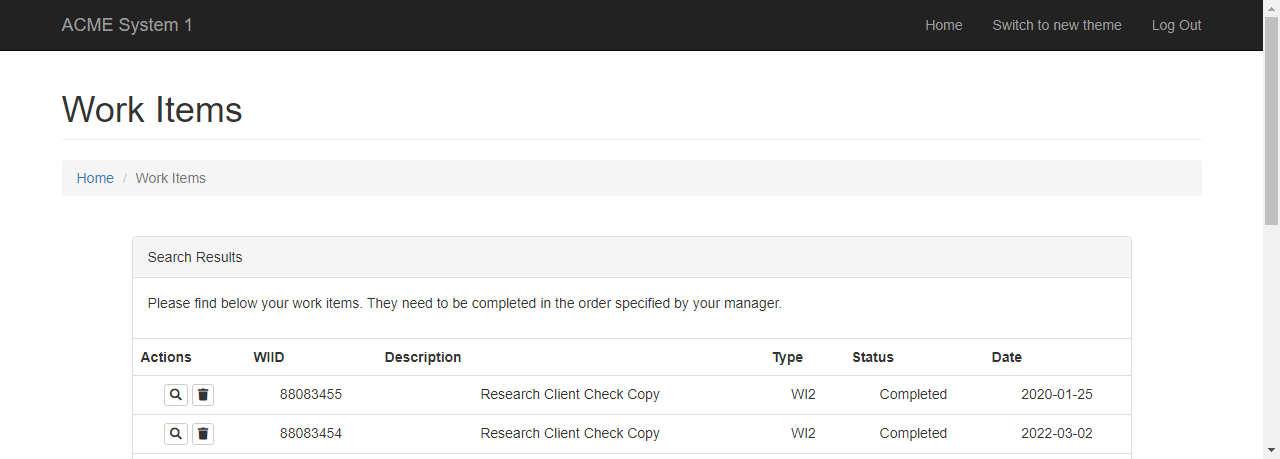 ACME System 1 Home Switch to new theme Log Out
Work Items
Home / Work Items
Search Results
Please find below your work items. They need to be completed in the order specified by your manager.
Actions WIID Description Type Status Date
88083455 Research Client Check Copy WI2 Completed 2020-01-25
88083454 Research Client Check Copy WI2 Completed 2022-03-02